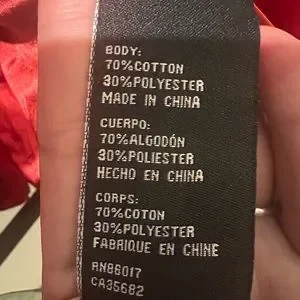 BODY:
70%COTTON
30%POLYESTER
MADE IN CHINA
CUERPO:
70%ALGODÓN
30%POLIESTER
HECHO EN CHINA
CORPS:
70%COTON
30%POLYESTER
FABRIQUE EN CHINE
RN86017
CA35682